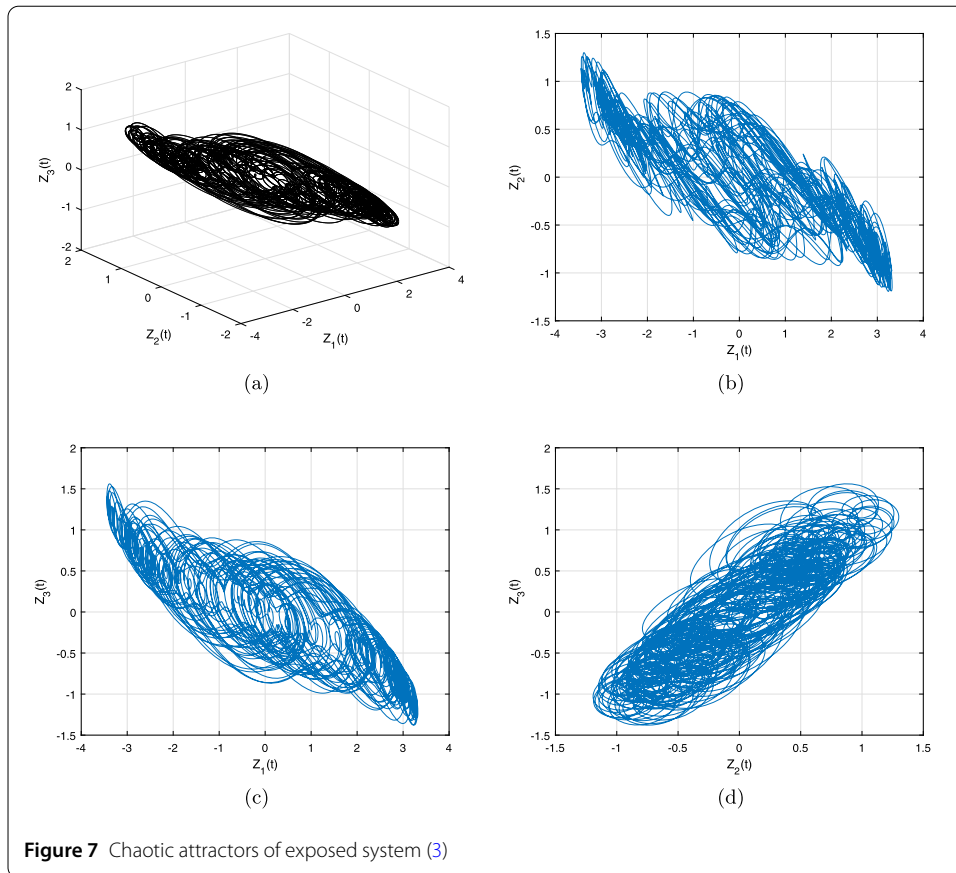 2
1
0
-1
-2
Z3(t)
2
1
0
-1
-2
Z2(t)
-4
-2
0
2
4
Z1(t)
(a)
1.5
1
0.5
0
-0.5
-1
-1.5
Z2(t)
-4 -3 -2 -1 0 1 2 3 4
Z1(t)
(b)
2
1.5
1
0.5
0
-0.5
-1
-1.5
Z3(t)
-4 -3 -2 -1 0 1 2 3 4
Z1(t)
(c)
2
1.5
1
0.5
0
-0.5
-1
-1.5
Z3(t)
-1.5 -1 -0.5 0 0.5 1 1.5
Z2(t)
(d)
Figure 7 Chaotic attractors of exposed system (3)